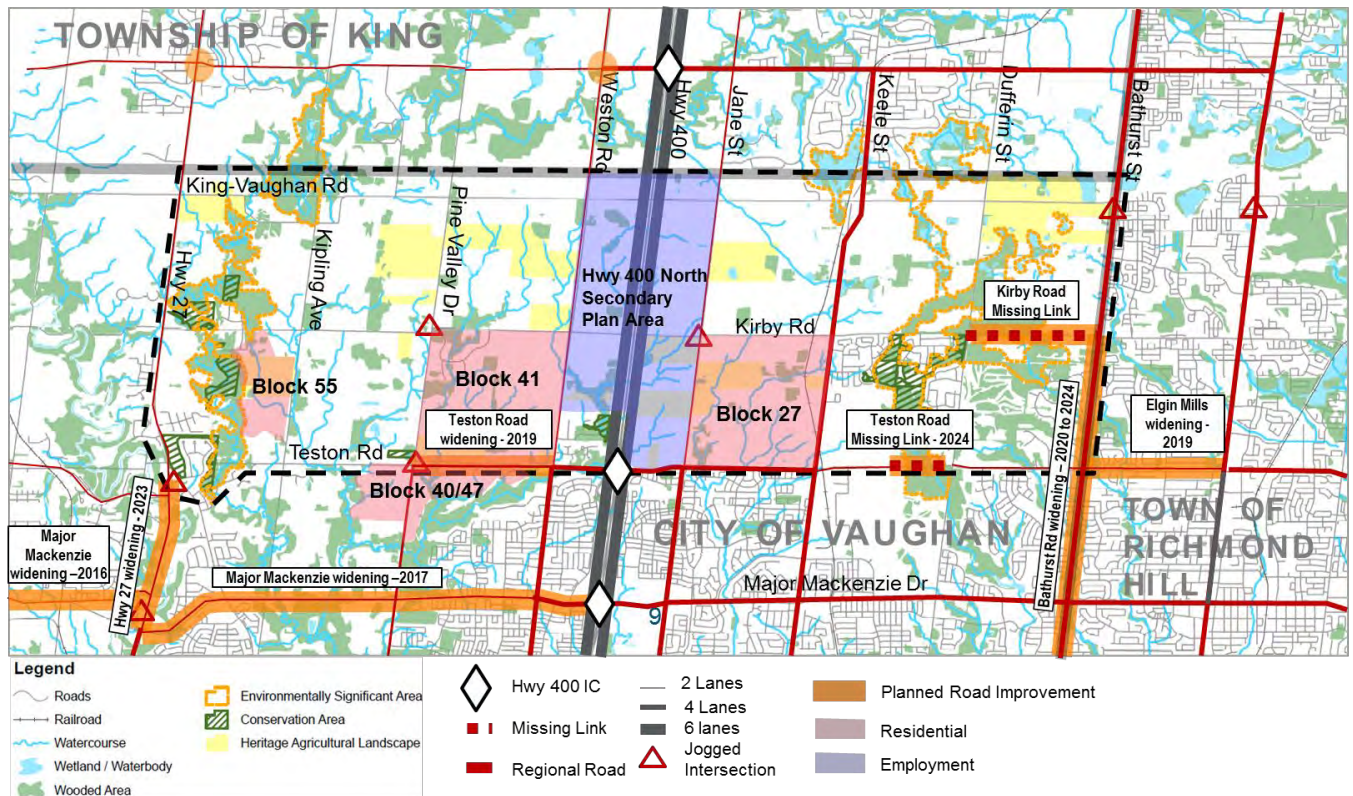 TOWNSHIP OF KING
Weston Rd
Hwy 400
Jane St
Keele St
Dufferin St
Bathurst St
King-Vaughan Rd
Hwy 27
Kipling Ave
Pine Valley Dr
Hwy 400 North
Secondary
Plan Area
Kirby Rd
Kirby Road
Missing Link
Block 55
Block 41
Block 27
Teston Road
widening - 2019
Teston Road
Missing Link - 2024
Elgin Mills
widening -
2019
Teston Rd
Block 40/47
Bathurst Rd widening – 2020 to 2024
CITY OF VAUGHAN
TOWN OF
RICHMOND
HILL
Major
Mackenzie
widening –2016
Hwy 27 widening - 2023
Major Mackenzie widening –2017
Major Mackenzie Dr
9
Legend
Roads
Railroad
Watercourse
Wetland / Waterbody
Wooded Area
Environmentally Significant Area
Conservation Area
Heritage Agricultural Landscape
Hwy 400 IC
Missing Link
Regional Road
2 Lanes
4 Lanes
6 lanes
Jogged
Intersection
Planned Road Improvement
Residential
Employment